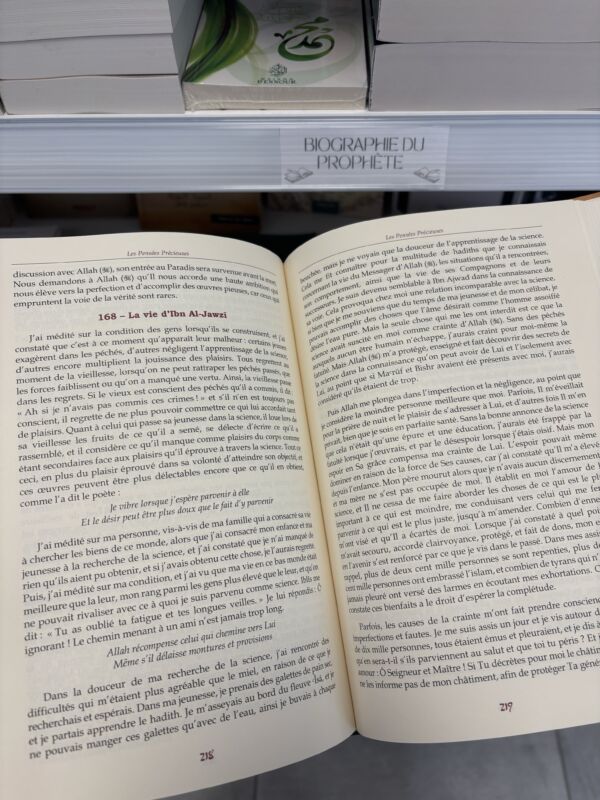 BIOGRAPHIE DU
PROPHÈTE
Les Pensées Précieuses
discussion avec Allah (ﷻ), son entrée au Paradis sera survenue avant la mort.
Nous demandons à Allah (ﷻ) qu'il nous accorde une haute ambition qui
nous élève vers la perfection et d'accomplir des œuvres pieuses, car ceux qui
empruntent la voie de la vérité sont rares.
168 – La vie d'Ibn Al-Jawzi
J'ai médité sur la condition des gens lorsqu'ils se construisent, et j'ai
constaté que c'est à ce moment qu'apparaît leur malheur : certains jeunes
exagèrent dans les péchés, d'autres négligent l'apprentissage de la science,
d'autres encore multiplient la jouissance des plaisirs. Tous regrettent au
moment de la vieillesse, lorsqu'on ne peut rattraper les péchés passés, que
les forces faiblissent ou qu'on a manqué une vertu. Ainsi, la vieillesse passe
dans les regrets. Si le vieux est conscient des péchés qu'il a commis, il dit :
« Ah si je n'avais pas commis ces crimes ! » et s'il n'en est toujours pas
conscient, il regrette de ne plus pouvoir commettre ce qui lui accordait tant
de plaisirs. Quant à celui qui passe sa jeunesse dans la science, il loue lors de
sa vieillesse les fruits de ce qu'il a semé, se délecte d'écrire ce qu'il a
rassemblé, et il considère ce qu'il manque comme plaisirs du corps comme
étant secondaires face aux plaisirs qu'il éprouve à travers la science. Tout
ceci, en plus du plaisir éprouvé dans sa volonté d'atteindre son objectif, et
ces œuvres peuvent être plus délectables encore que ce qu'il en obtient,
comme l'a dit le poète :
Je vibre lorsque j'espère parvenir à elle
Et le désir peut être plus doux que le fait d'y parvenir
J'ai médité sur ma personne, vis-à-vis de ma famille qui a consacré sa vie
à chercher les biens de ce monde, alors que j'ai consacré mon enfance et ma
jeunesse à la recherche de la science, et j'ai constaté que je n'ai manqué de
rien qu'ils aient pu obtenir, et si j'avais obtenu cette chose, je l'aurais regretté.
Puis, j'ai médité sur ma condition, et j'ai vu que ma vie en ce bas monde était
meilleure que la leur, mon rang parmi les gens plus élevé que le leur, et qu'on
ne pouvait rivaliser avec ce à quoi je suis parvenu comme science. Iblis me
dit : « Tu as oublié ta fatigue et tes longues veilles. » Je lui répondis : Ô
ignorant ! Le chemin menant à un ami n'est jamais trop long.
Allah récompense celui qui chemine vers Lui
Même s'il délaisse montures et provisions
Dans la douceur de ma recherche de la science, j'ai rencontré des
difficultés qui m'étaient plus agréable que le miel, en raison de ce que je
recherchais et espérais. Dans ma jeunesse, je prenais des galettes de pain sec,
et je partais apprendre le hadith. Je m'asseyais au bord du fleuve 'Isâ, et je
ne pouvais manger ces galettes qu'avec de l'eau, ainsi je buvais à chaque
218
Les Pensées Précieuses
bouchée, mais je ne voyais que la douceur de l'apprentissage de la science.
Cela me fit connaître pour la multitude de hadiths que je connaissais
concernant la vie du Messager d'Allah (ﷺ), les situations qu'il a rencontrées,
son comportement, ainsi que la vie de ses Compagnons et de leurs
Je suis devenu semblable à Ibn Ajwad dans la connaissance de
la voie. Cela provoqua chez moi une relation incomparable avec la science,
si bien que je me souviens que du temps de ma jeunesse et de mon célibat, je
pouvais accomplir des choses que l'âme désirait comme l'homme assoiffé
désire l'eau pure. Mais la seule chose qui me les ont interdit est ce que la
science avait suscité en moi comme crainte d'Allah (ﷻ). Sans des péchés
auxquels aucun être humain n'échappe, j'aurais craint pour moi-même la
vanité. Mais Allah (ﷻ) m'a protégé, enseigné et fait découvrir des secrets de
la science dans la connaissance qu'on peut avoir de Lui et l'isolement avec
Lui, au point que si Ma'rûf et Bishr avaient été présents avec moi, j'aurais
considéré qu'ils étaient de trop.
Puis Allah me plongea dans l'imperfection et la négligence, au point que
je considérai la moindre personne meilleure que moi. Parfois, Il m'éveillait
pour la prière de nuit et le plaisir de s'adresser à Lui, et d'autres fois Il m'en
privait, bien que je sois en parfaite santé. Sans la bonne annonce de la science
que cela n'était qu'une épure et une éducation, j'aurais été frappé par la
futuité lorsque j'œuvrais, et par le désespoir lorsque j'étais oisif. Mais mon
espoir en Sa grâce compensa ma crainte de Lui. L'espoir pouvait même
dominer en raison de la force de Ses causes, car j'ai constaté qu'Il m'a élevé
depuis l'enfance. Mon père mourut alors que je n'avais aucun discernement
et ma mère ne s'est pas occupée de moi. Il établit en moi l'amour de la
science, et Il ne cessa de me faire aborder les choses de ce qui est le plus
important à ce qui est moindre, me conduisant vers celui qui me fera
parvenir à ce qui est le plus juste, jusqu'à m'amender. Combien d'ennemis
m'ont visé et qu'Il a écartés de moi. Lorsque j'ai constaté à quel point Il
m'avait secouru, accordé clairvoyance, protégé, et fait de dons, mon espoir
en l'avenir s'est renforcé par ce que je vis dans le passé. Dans mes assises de
rappel, plus de deux cent mille personnes se sont repenties, plus de
cent mille personnes ont embrassé l'islam, et combien de tyrans qui n'ont
jamais pleuré ont versé des larmes en écoutant mes exhortations. Celui qui
constate ces bienfaits a le droit d'espérer la complétude.
Parfois, les causes de la crainte m'ont fait prendre conscience
imperfections et fautes. Je me suis assis un jour et je vis autour de
de dix mille personnes, tous étaient émus et pleuraient, et je dis à
qu'en sera-t-il s'ils parviennent au salut et que toi tu péris ? Et
amour : Ô Seigneur et Maître ! Si Tu décrètes pour moi le châtiment
ne les informe pas de mon châtiment, afin de protéger Ta
219